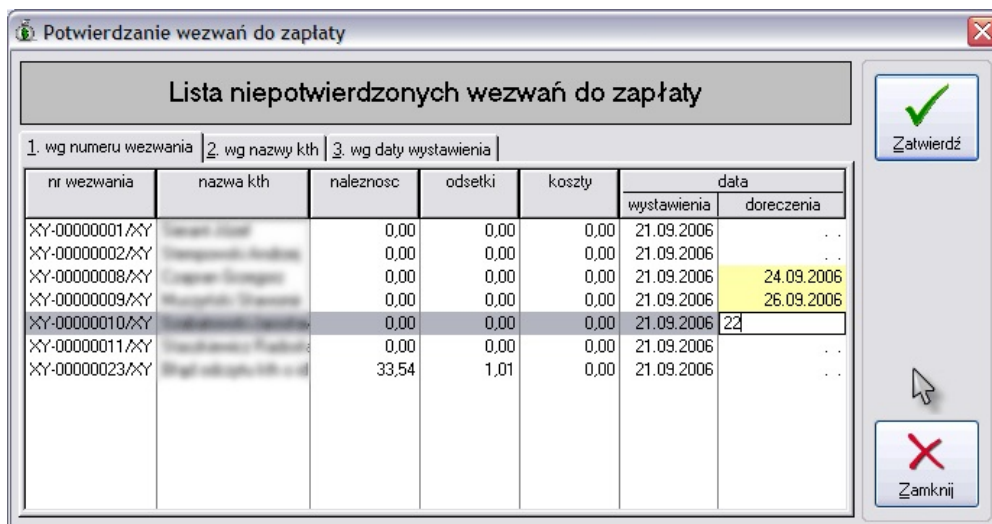 Potwierdzanie wezwań do zapłaty
Lista niepotwierdzonych wezwań do zapłaty
1. wg numeru wezwania 2. wg nazwy kth 3. wg daty wystawienia
nr wezwania nazwa kth naleznosc odsetki koszty data
wystawienia doreczenia
XY-00000001/XY 0,00 0,00 0,00 21.09.2006 . .
XY-00000002/XY 0,00 0,00 0,00 21.09.2006 . .
XY-00000008/XY 0,00 0,00 0,00 21.09.2006 24.09.2006
XY-00000009/XY 0,00 0,00 0,00 21.09.2006 26.09.2006
XY-00000010/XY 0,00 0,00 0,00 21.09.2006 22
XY-00000011/XY 0,00 0,00 0,00 21.09.2006 . .
XY-00000023/XY 33,54 1,01 0,00 21.09.2006 . .
Zatwierdź
Zamknij